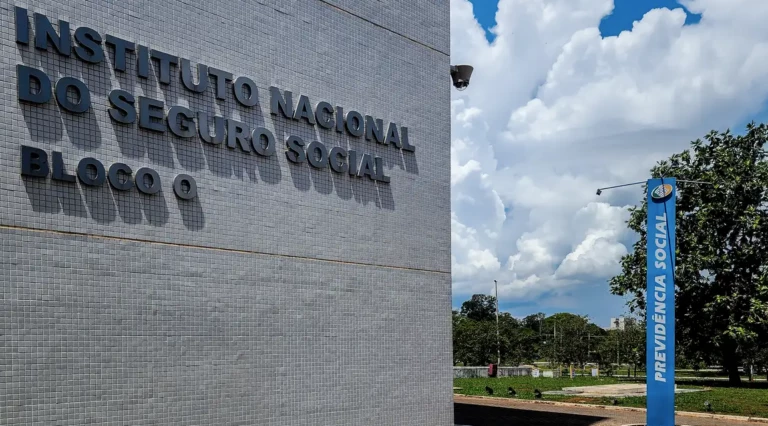 INSTITUTO NACIONAL
DO SEGURO SOCIAL
BLOCO O
PREVIDÊNCIA SOCIAL